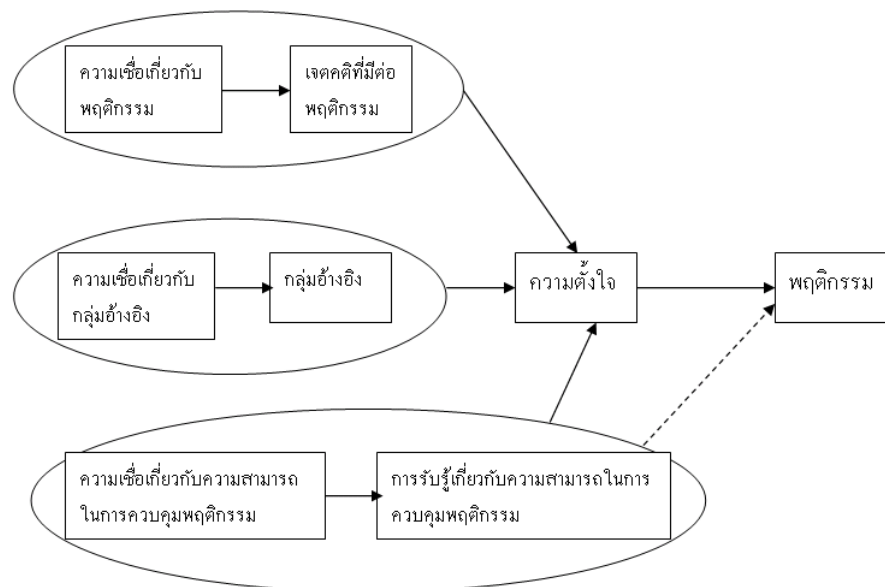 ความเชื่อเกี่ยวกับ
พฤติกรรม
เจตคติที่มีต่อ
พฤติกรรม
ความเชื่อเกี่ยวกับ
กลุ่มอ้างอิง
กลุ่มอ้างอิง
ความตั้งใจ
พฤติกรรม
ความเชื่อเกี่ยวกับความสามารถ
ในการควบคุมพฤติกรรม
การรับรู้เกี่ยวกับความสามารถในการ
ควบคุมพฤติกรรม